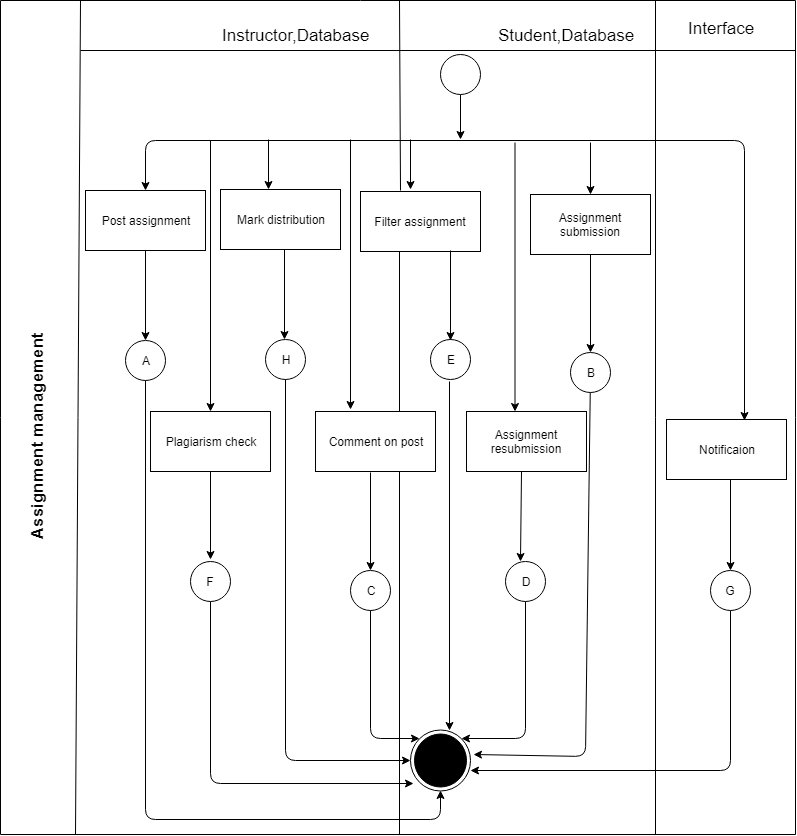 Instructor,Database
Student,Database
Interface
Assignment management
Post assignment
Mark distribution
Filter assignment
Assignment
submission
A
H
E
B
Plagiarism check
Comment on post
Assignment
resubmission
Notificaion
F
C
D
G